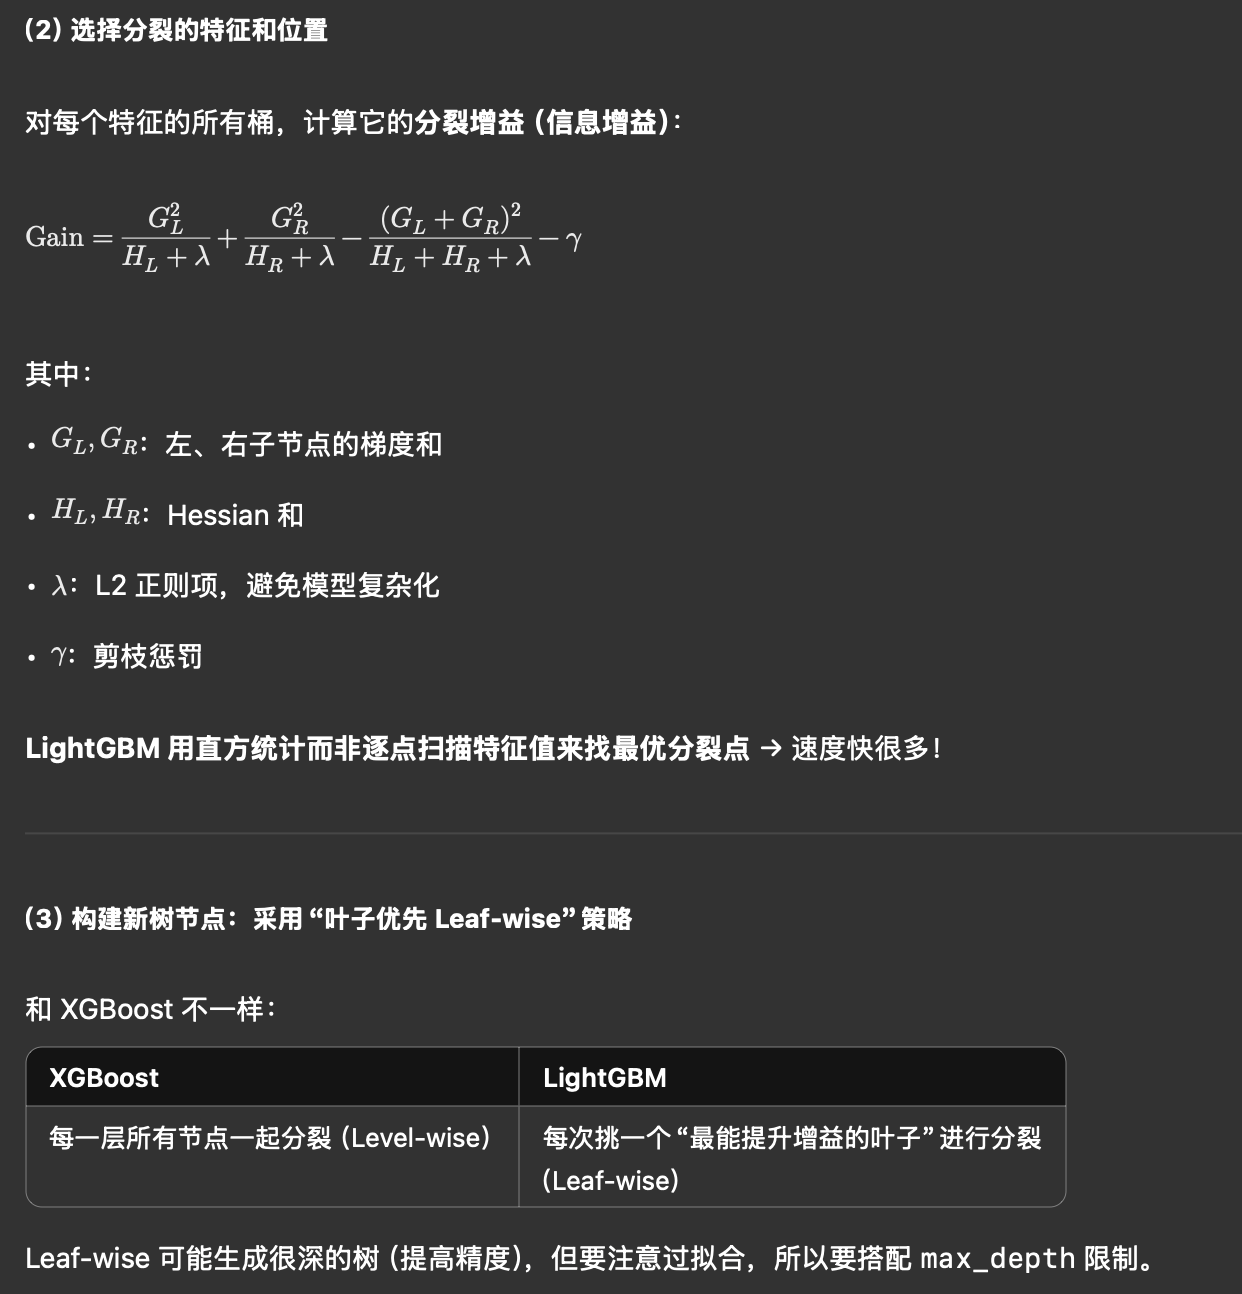 (2) 选择分裂的特征和位置
对每个特征的所有桶，计算它的分裂增益（信息增益）：
Gain = \frac{G_L^2}{H_L + λ} + \frac{G_R^2}{H_R + λ} − \frac{(G_L + G_R)^2}{H_L + H_R + λ} − γ
其中：
• G_L, G_R：左、右子节点的梯度和
• H_L, H_R：Hessian 和
• λ：L2 正则项，避免模型复杂化
• γ：剪枝惩罚
LightGBM 用直方统计而非逐点扫描特征值来找最优分裂点 → 速度快很多！
(3) 构建新树节点：采用“叶子优先 Leaf-wise”策略
和 XGBoost 不一样：
XGBoost LightGBM
每一层所有节点一起分裂（Level-wise） 每次挑一个“最能提升增益的叶子”进行分裂
（Leaf-wise）
Leaf-wise 可能生成很深的树（提高精度），但要注意过拟合，所以要搭配 max_depth 限制。